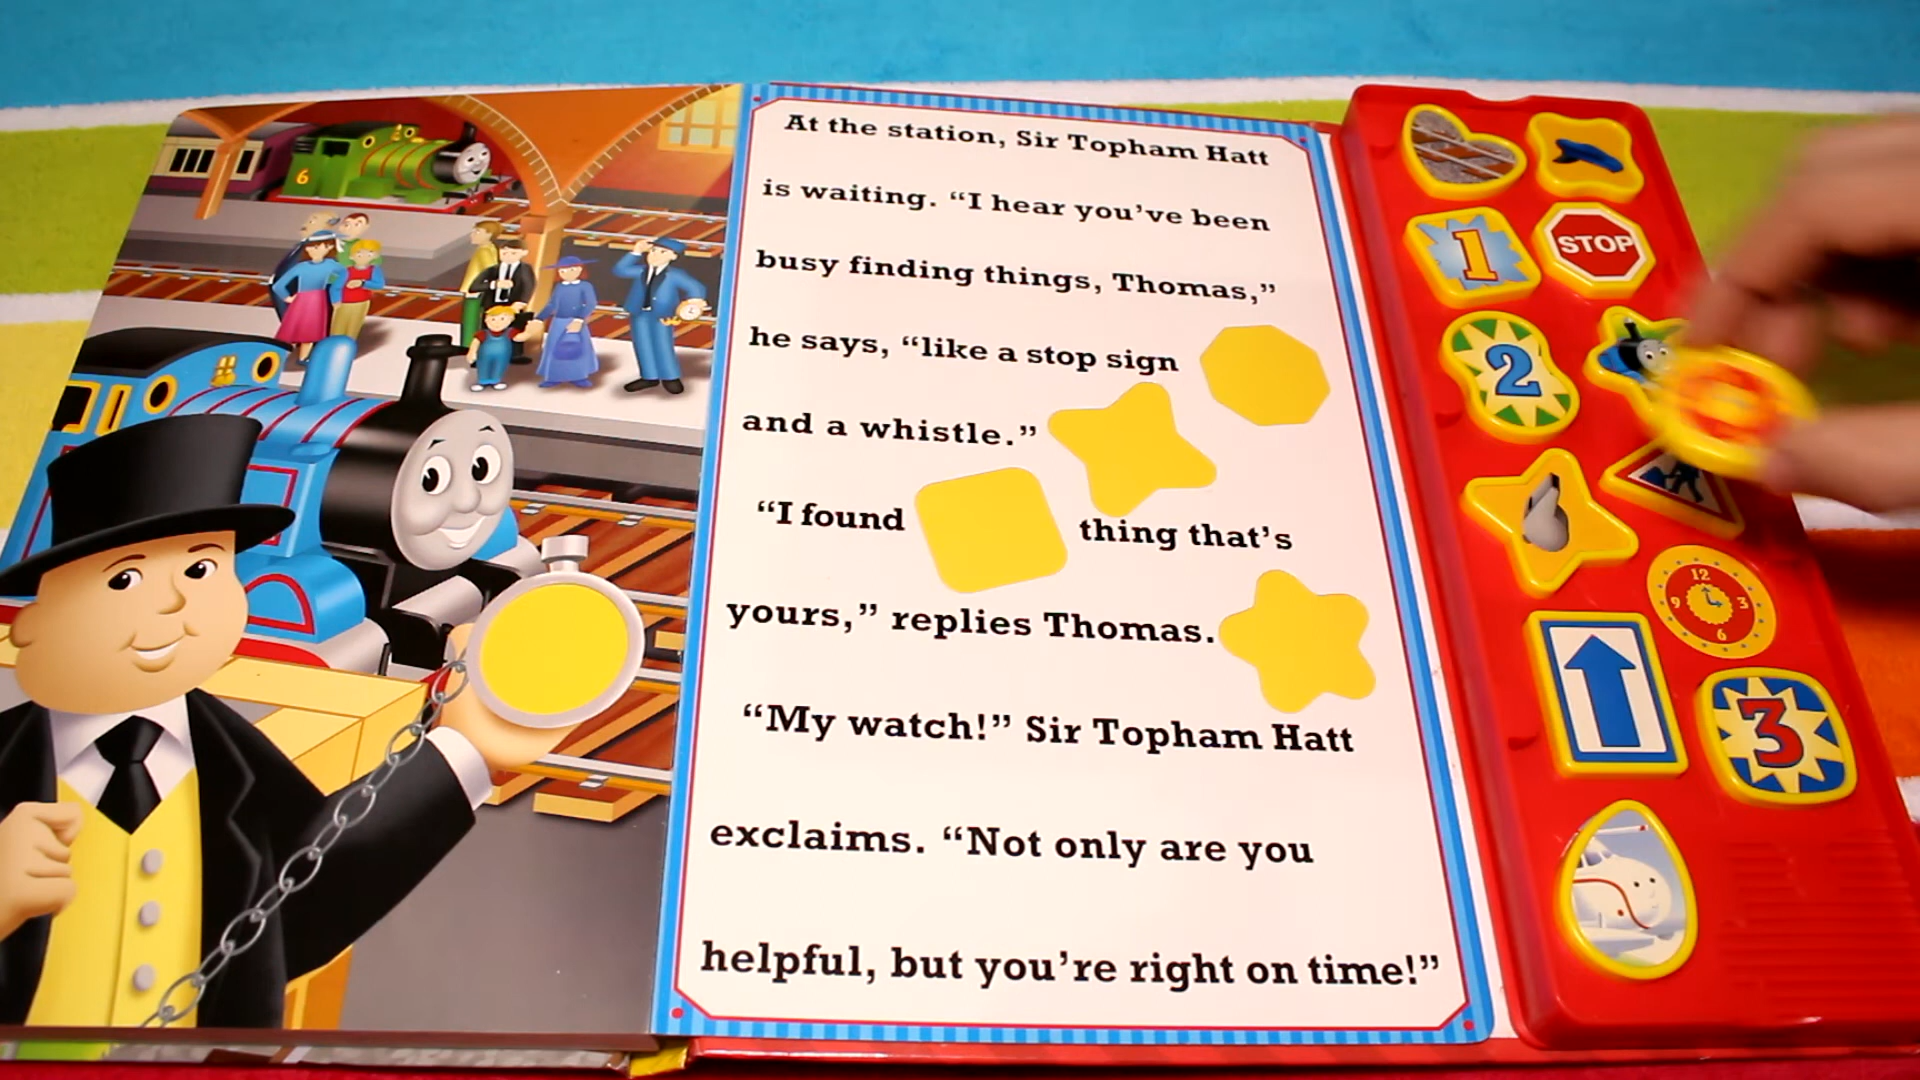 At the station, Sir Topham Hatt
is waiting. “I hear you’ve been
busy finding things, Thomas,”
he says, “like a stop sign
and a whistle.”
“I found thing that’s
yours,” replies Thomas.
“My watch!” Sir Topham Hatt
exclaims. “Not only are you
helpful, but you’re right on time!”
6
1
STOP
2
12
9 3
6
3